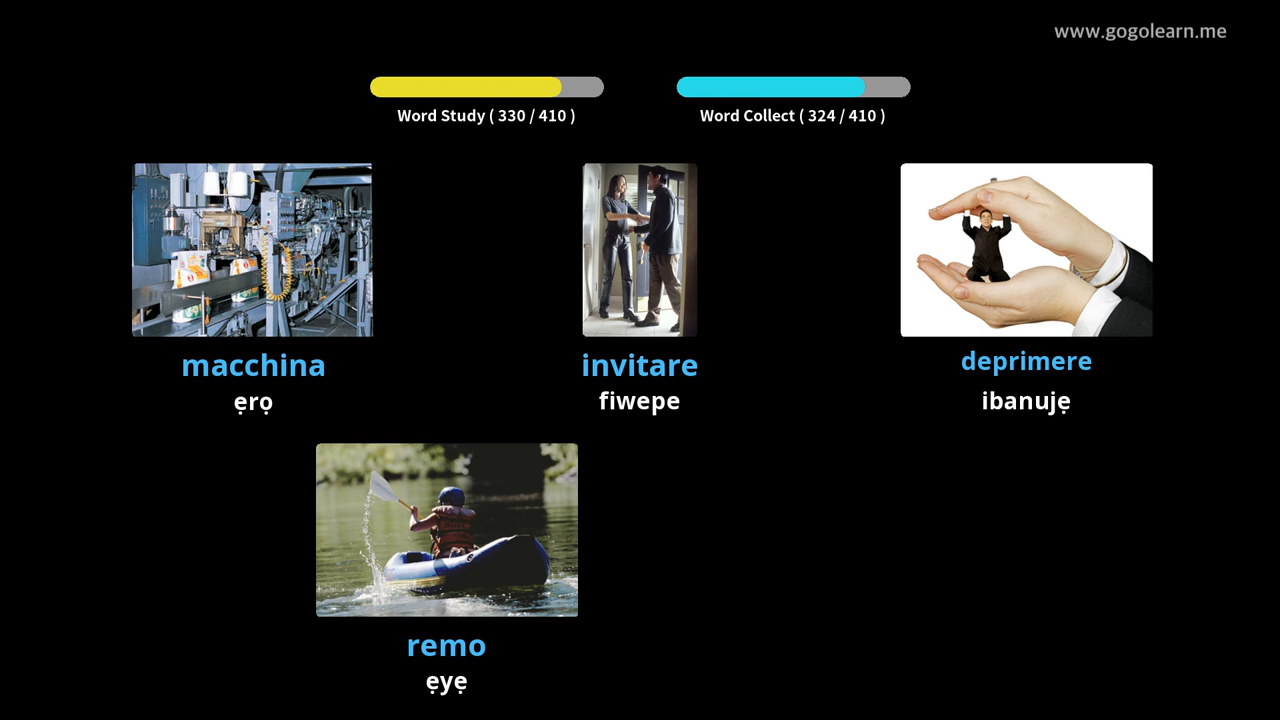 www.gogolearn.me
Word Study ( 330 / 410 )
Word Collect ( 324 / 410 )
macchina
ẹrọ
invitare
fiwepe
deprimere
ibanujẹ
remo
ẹyẹ